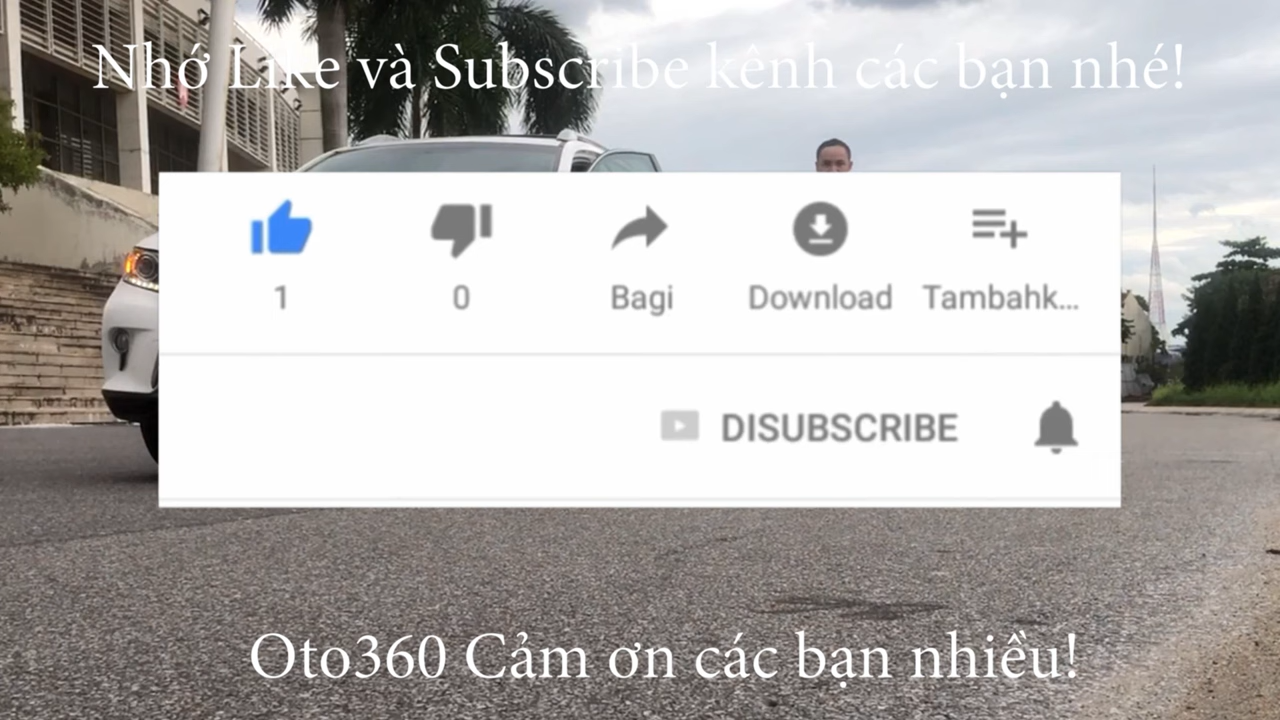 Nhớ Like và Subscribe kênh các bạn nhé!
1 0 Bagi Download Tambahk...
DISUBSCRIBE
Oto360 Cảm ơn các bạn nhiều!